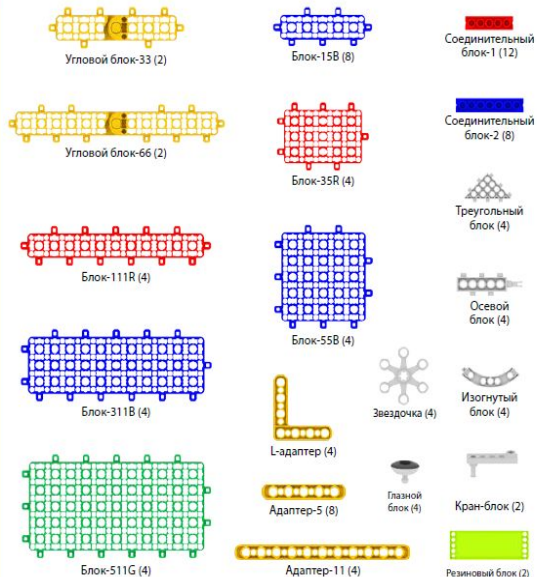 Угловой блок-33 (2)
Блок-15B (8)
Соединительный
блок-1 (12)
Угловой блок-66 (2)
Блок-35R (4)
Соединительный
блок-2 (8)
Треугольный
блок (4)
Блок-111R (4)
Блок-55B (4)
Осевой
блок (4)
Блок-311B (4)
L-адаптер (4)
Звездочка (4)
Изогнутый
блок (4)
Адаптер-5 (8)
Глазной
блок (4)
Кран-блок (2)
Блок-511G (4)
Адаптер-11 (4)
Резиновый блок (2)